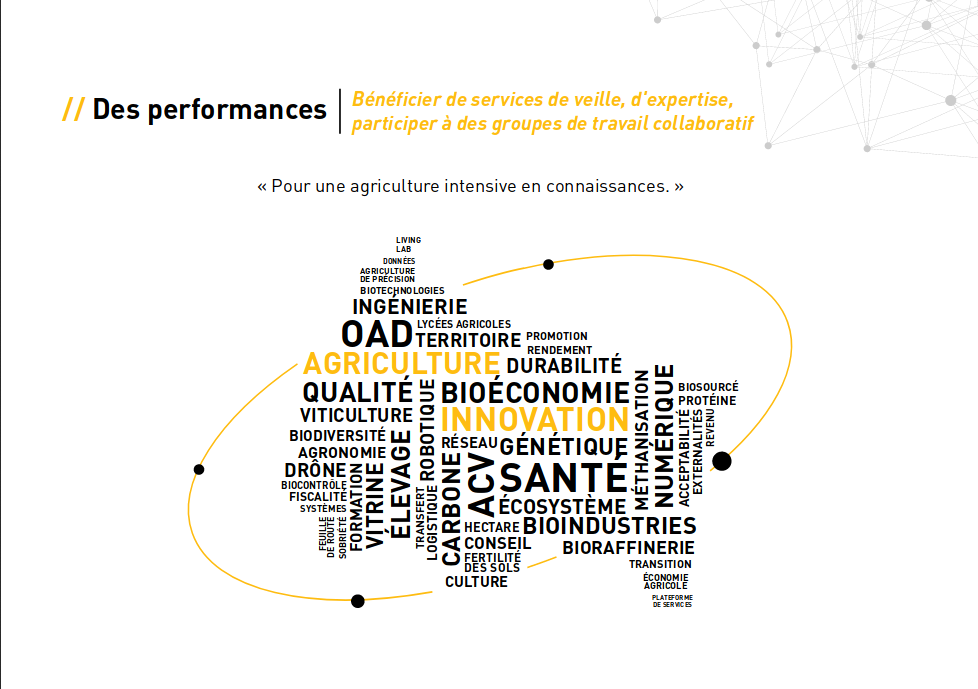 // Des performances
Bénéficier de services de veille, d'expertise,
participer à des groupes de travail collaboratif
« Pour une agriculture intensive en connaissances. »
LIVING
LAB
DONNÉES
AGRICULTURE
DE PRÉCISION
BIOTECHNOLOGIES
INGÉNIERIE
OAD
LYCÉES AGRICOLES
TERRITOIRE
PROMOTION
RENDEMENT
AGRICULTURE
DURABILITÉ
QUALITÉ
BIOÉCONOMIE
VITICULTURE
INNOVATION
ROBOTIQUE
MÉTHANISATION
NUMÉRIQUE
BIOSOURCÉ
PROTÉINE
ACCEPTABILITÉ
EXTERNALITÉS
REVENU
BIODIVERSITÉ
AGRONOMIE
ÉLEVAGE
RÉSEAU
GÉNÉTIQUE
DRÔNE
BIOCONTRÔLE
FISCALITÉ
SYSTÈMES
FEUILLE
DE ROUTE
SOBRIÉTÉ
FORMATION
VITRINE
TRANSFERT
LOGISTIQUE
CARBONE
ACV
SANTÉ
ÉCOSYSTÈME
HECTARE
BIOINDUSTRIES
CONSEIL
BIORAFFINERIE
FERTILITÉ
DES SOLS
CULTURE
TRANSITION
ÉCONOMIE
AGRICOLE
PLATEFORME
DE SERVICES